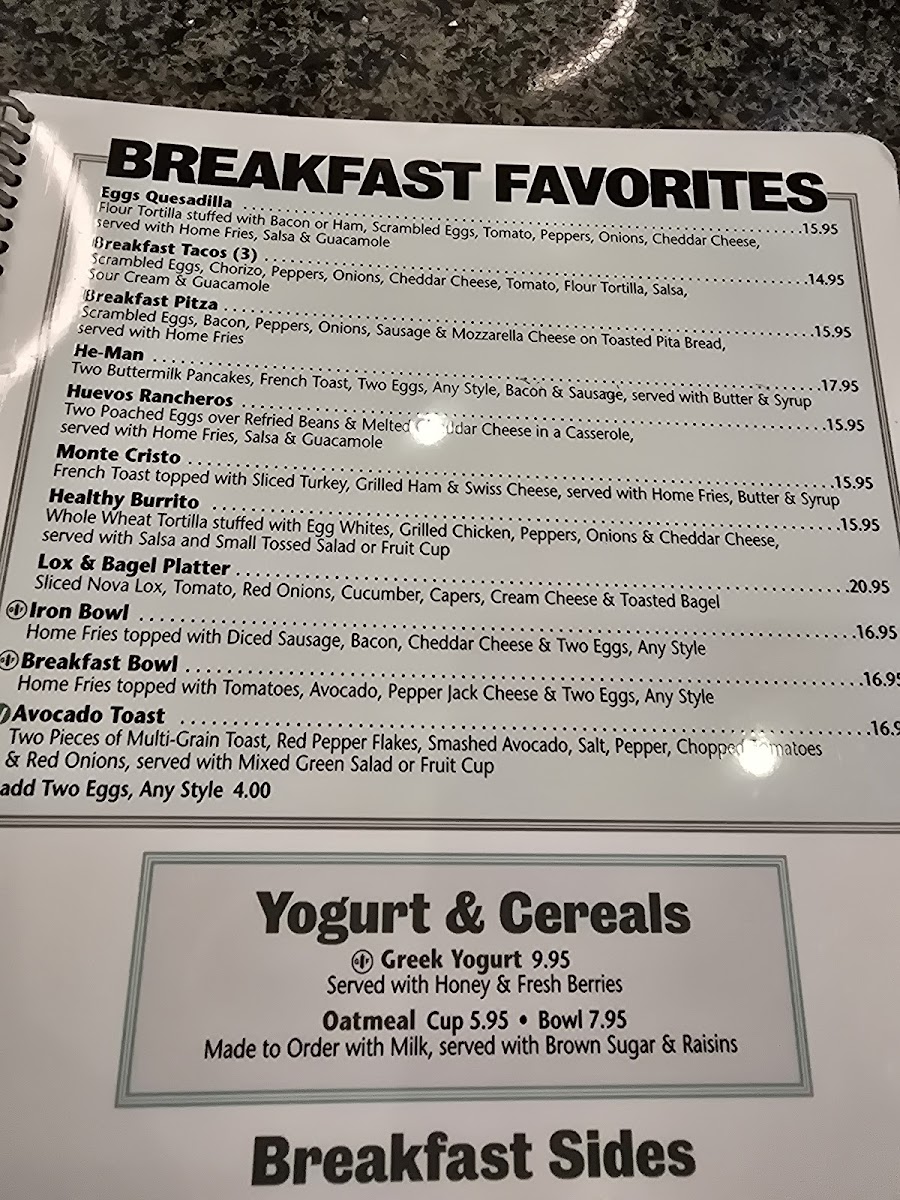 BREAKFAST FAVORITES
Eggs Quesadilla 15.95
Flour Tortilla stuffed with Bacon or Ham, Scrambled Eggs, Tomato, Peppers, Onions, Cheddar Cheese,
served with Home Fries, Salsa & Guacamole
Breakfast Tacos (3) 14.95
Scrambled Eggs, Chorizo, Peppers, Onions, Cheddar Cheese, Tomato, Flour Tortilla, Salsa,
Sour Cream & Guacamole
Breakfast Pitza 15.95
Scrambled Eggs, Bacon, Peppers, Onions, Sausage & Mozzarella Cheese on Toasted Pita Bread,
served with Home Fries
He-Man 17.95
Two Buttermilk Pancakes, French Toast, Two Eggs, Any Style, Bacon & Sausage, served with Butter & Syrup
Huevos Rancheros 15.95
Two Poached Eggs over Refried Beans & Melted Cheddar Cheese in a Casserole,
served with Home Fries, Salsa & Guacamole
Monte Cristo 15.95
French Toast topped with Sliced Turkey, Grilled Ham & Swiss Cheese, served with Home Fries, Butter & Syrup
Healthy Burrito 15.95
Whole Wheat Tortilla stuffed with Egg Whites, Grilled Chicken, Peppers, Onions & Cheddar Cheese,
served with Salsa and Small Tossed Salad or Fruit Cup
Lox & Bagel Platter 20.95
Sliced Nova Lox, Tomato, Red Onions, Cucumber, Capers, Cream Cheese & Toasted Bagel
Iron Bowl 16.95
Home Fries topped with Diced Sausage, Bacon, Cheddar Cheese & Two Eggs, Any Style
Breakfast Bowl 16.95
Home Fries topped with Tomatoes, Avocado, Pepper Jack Cheese & Two Eggs, Any Style
Avocado Toast 16.9
Two Pieces of Multi-Grain Toast, Red Pepper Flakes, Smashed Avocado, Salt, Pepper, Chopped Tomatoes
& Red Onions, served with Mixed Green Salad or Fruit Cup
add Two Eggs, Any Style 4.00
Yogurt & Cereals
Greek Yogurt 9.95
Served with Honey & Fresh Berries
Oatmeal Cup 5.95 • Bowl 7.95
Made to Order with Milk, served with Brown Sugar & Raisins
Breakfast Sides